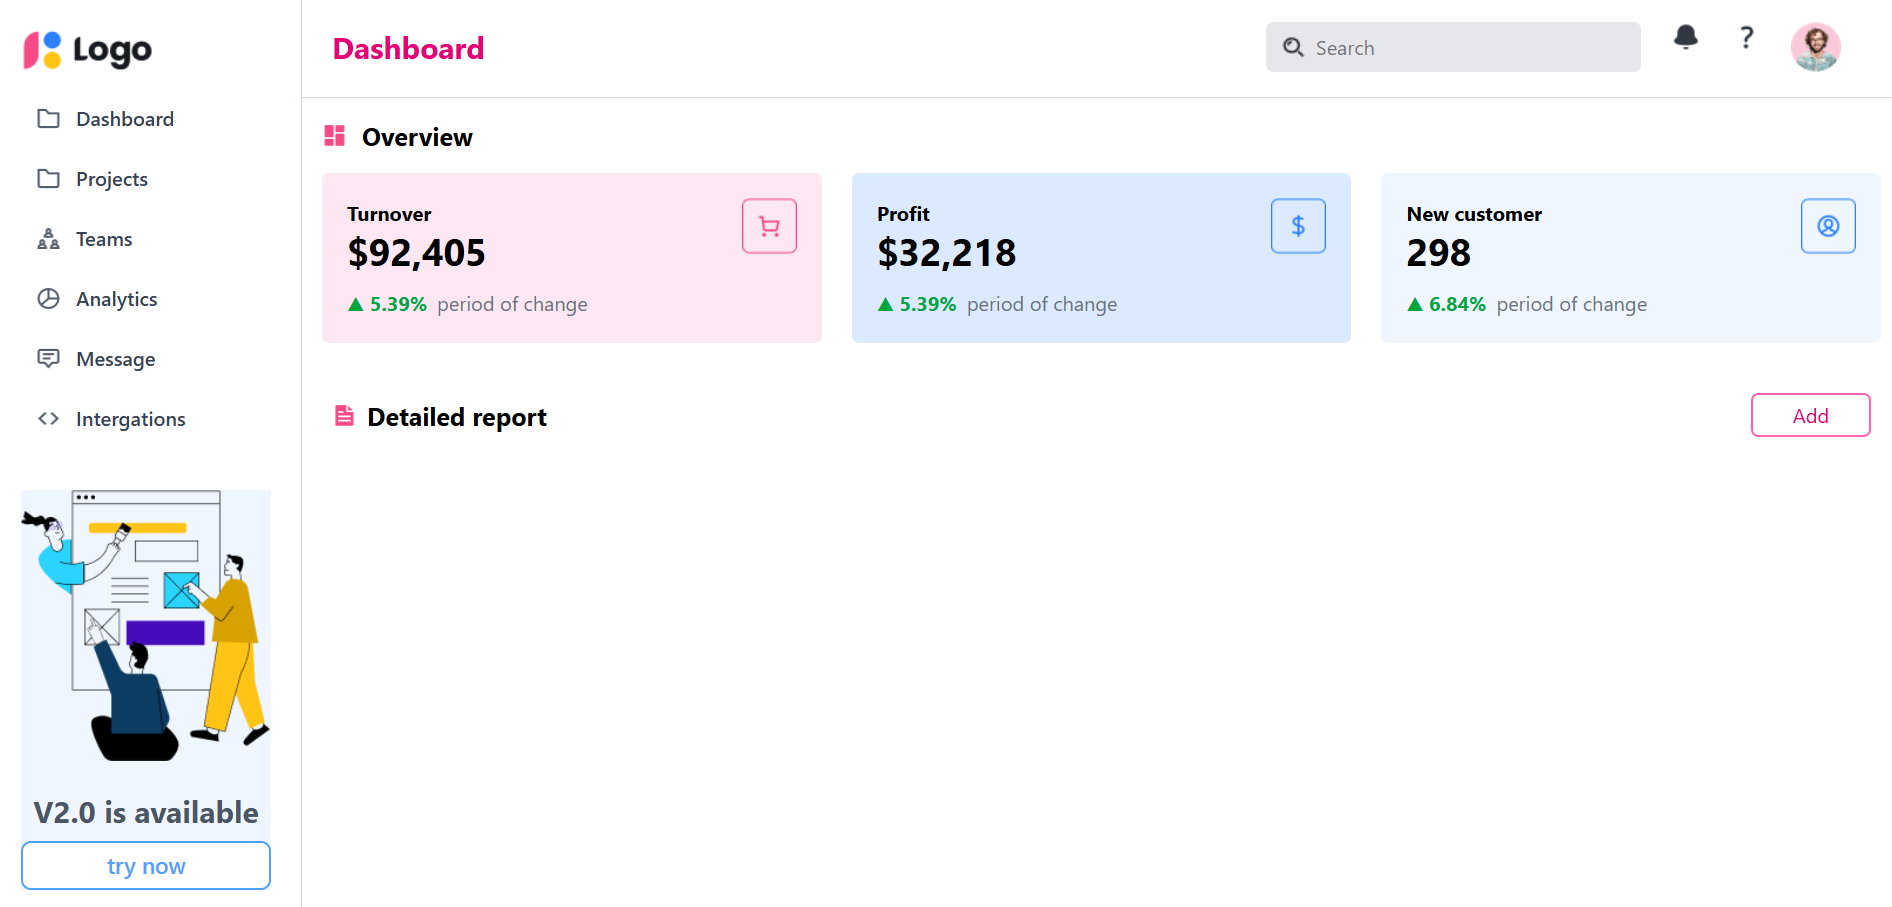 Logo
Dashboard
Projects
Teams
Analytics
Message
Intergations
V2.0 is available
try now
Dashboard
Search
?
Overview
Turnover
$92,405
▲ 5.39% period of change
Profit
$32,218
▲ 5.39% period of change
$
New customer
298
▲ 6.84% period of change
Detailed report
Add